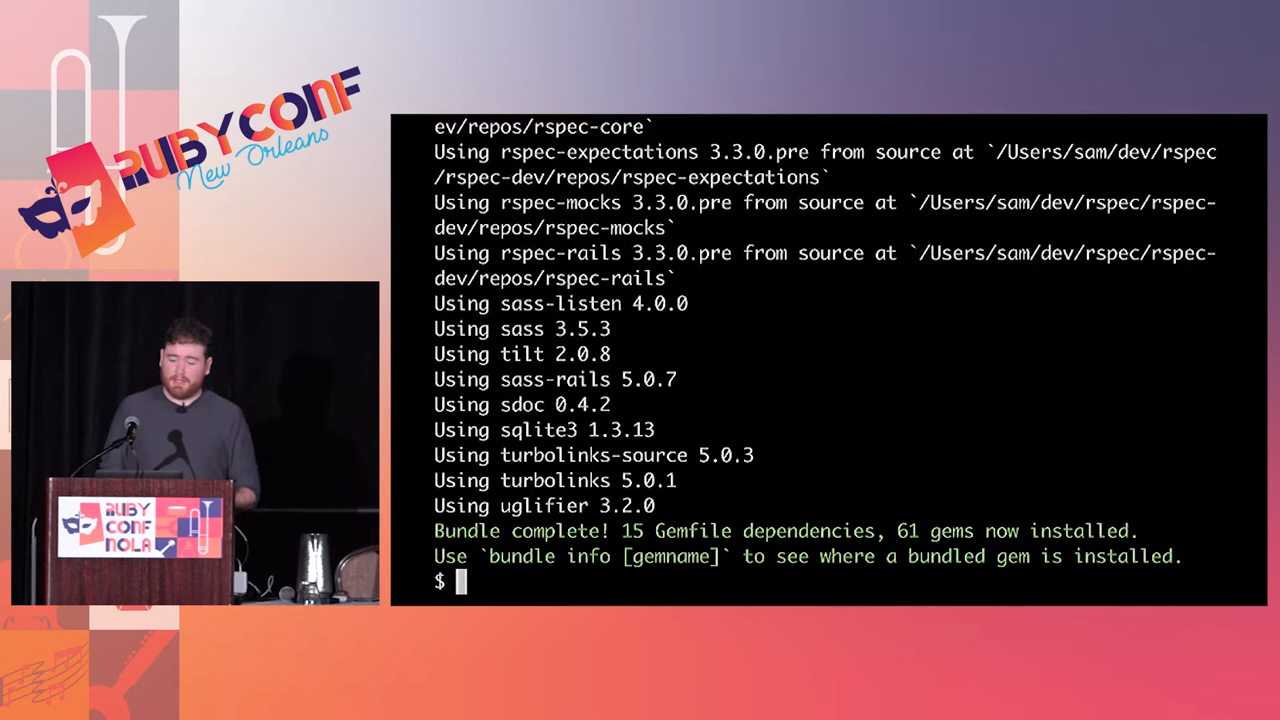 RUBYCONF
New Orleans
ev/repos/rspec-core`
Using rspec-expectations 3.3.0.pre from source at `/Users/sam/dev/rspec
/rspec-dev/repos/rspec-expectations`
Using rspec-mocks 3.3.0.pre from source at `/Users/sam/dev/rspec/rspec-
dev/repos/rspec-mocks`
Using rspec-rails 3.3.0.pre from source at `/Users/sam/dev/rspec/rspec-
dev/repos/rspec-rails`
Using sass-listen 4.0.0
Using sass 3.5.3
Using tilt 2.0.8
Using sass-rails 5.0.7
Using sdoc 0.4.2
Using sqlite3 1.3.13
Using turbolinks-source 5.0.3
Using turbolinks 5.0.1
Using uglifier 3.2.0
Bundle complete! 15 Gemfile dependencies, 61 gems now installed.
Use `bundle info [gemname]` to see where a bundled gem is installed.
$
RUBY
CONF
NOLA